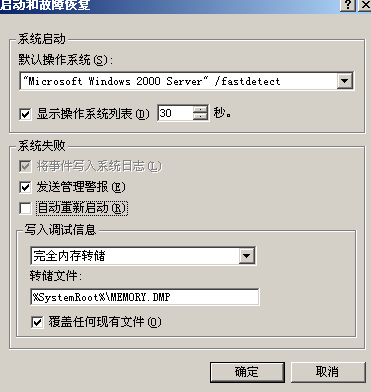 启动和故障恢复
系统启动
默认操作系统(S):
"Microsoft Windows 2000 Server" /fastdetect
显示操作系统列表(D) 30 秒。
系统失败
将事件写入系统日志(L)
发送管理警报(E)
自动重新启动(R)
写入调试信息
完全内存转储
转储文件:
%SystemRoot%\MEMORY.DMP
覆盖任何现有文件(O)
确定 取消